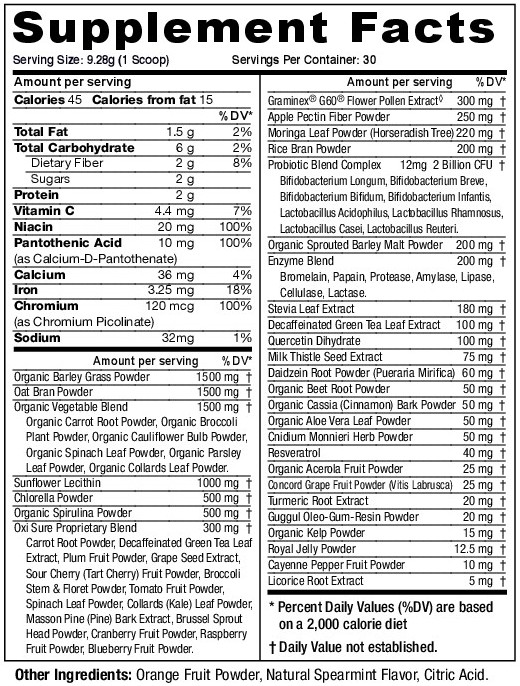 Supplement Facts
Serving Size: 9.28g (1 Scoop) Servings Per Container: 30
Amount per serving
Calories 45 Calories from fat 15
%DV*
Total Fat 1.5 g 2%
Total Carbohydrate 6 g 2%
Dietary Fiber 2 g 8%
Sugars 2 g
Protein 2 g
Vitamin C 4.4 mg 7%
Niacin 20 mg 100%
Pantothenic Acid 10 mg 100%
(as Calcium-D-Pantothenate)
Calcium 36 mg 4%
Iron 3.25 mg 18%
Chromium 120 mcg 100%
(as Chromium Picolinate)
Sodium 32mg 1%
Amount per serving %DV*
Organic Barley Grass Powder 1500 mg †
Oat Bran Powder 1500 mg †
Organic Vegetable Blend 1500 mg †
Organic Carrot Root Powder, Organic Broccoli
Plant Powder, Organic Cauliflower Bulb Powder,
Organic Spinach Leaf Powder, Organic Parsley
Leaf Powder, Organic Collards Leaf Powder.
Sunflower Lecithin 1000 mg †
Chlorella Powder 500 mg †
Organic Spirulina Powder 500 mg †
Oxi Sure Proprietary Blend 300 mg †
Carrot Root Powder, Decaffeinated Green Tea Leaf
Extract, Plum Fruit Powder, Grape Seed Extract,
Sour Cherry (Tart Cherry) Fruit Powder, Broccoli
Stem & Floret Powder, Tomato Fruit Powder,
Spinach Leaf Powder, Collards (Kale) Leaf Powder,
Masson Pine (Pine) Bark Extract, Brussel Sprout
Head Powder, Cranberry Fruit Powder, Raspberry
Fruit Powder, Blueberry Fruit Powder.
Amount per serving %DV*
Graminex® G60® Flower Pollen Extract◊ 300 mg †
Apple Pectin Fiber Powder 250 mg †
Moringa Leaf Powder (Horseradish Tree) 220 mg †
Rice Bran Powder 200 mg †
Probiotic Blend Complex 12mg 2 Billion CFU †
Bifidobacterium Longum, Bifidobacterium Breve,
Bifidobacterium Bifidum, Bifidobacterium Infantis,
Lactobacillus Acidophilus, Lactobacillus Rhamnosus,
Lactobacillus Casei, Lactobacillus Reuteri.
Organic Sprouted Barley Malt Powder 200 mg †
Enzyme Blend 200 mg †
Bromelain, Papain, Protease, Amylase, Lipase,
Cellulase, Lactase.
Stevia Leaf Extract 180 mg †
Decaffeinated Green Tea Leaf Extract 100 mg †
Quercetin Dihydrate 100 mg †
Milk Thistle Seed Extract 75 mg †
Daidzein Root Powder (Pueraria Mirifica) 60 mg †
Organic Beet Root Powder 50 mg †
Organic Cassia (Cinnamon) Bark Powder 50 mg †
Organic Aloe Vera Leaf Powder 50 mg †
Cnidium Monnieri Herb Powder 50 mg †
Resveratrol 40 mg †
Organic Acerola Fruit Powder 25 mg †
Concord Grape Fruit Powder (Vitis Labrusca) 25 mg †
Turmeric Root Extract 20 mg †
Guggul Oleo-Gum-Resin Powder 20 mg †
Organic Kelp Powder 15 mg †
Royal Jelly Powder 12.5 mg †
Cayenne Pepper Fruit Powder 10 mg †
Licorice Root Extract 5 mg †
* Percent Daily Values (%DV) are based
on a 2,000 calorie diet
† Daily Value not established.
Other Ingredients: Orange Fruit Powder, Natural Spearmint Flavor, Citric Acid.